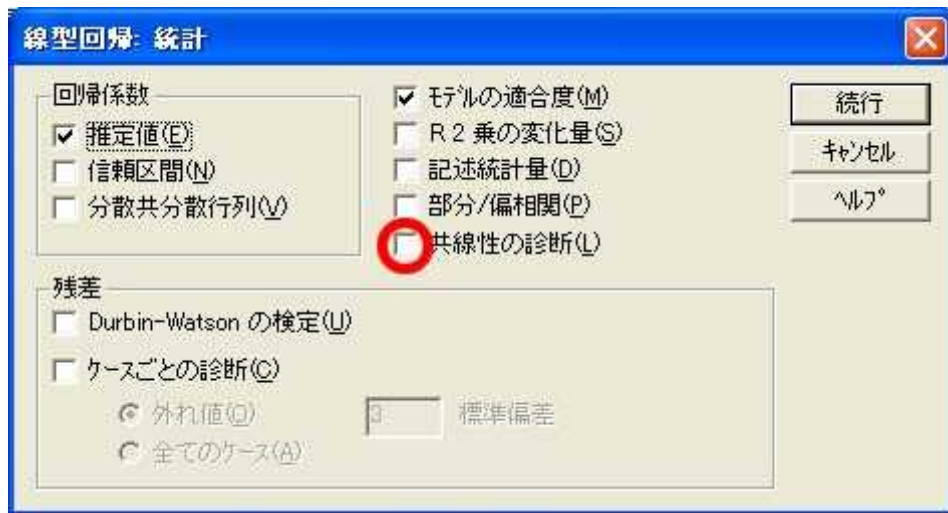 線型回帰: 統計
回帰係数
推定値(E)
信頼区間(N)
分散共分散行列(V)
モデルの適合度(M)
R 2 乗の変化量(S)
記述統計量(D)
部分/偏相関(P)
共線性の診断(L)
続行
キャンセル
ヘルプ
残差
Durbin-Watson の検定(U)
ケースごとの診断(C)
外れ値(O)
3 標準偏差
全てのケース(A)